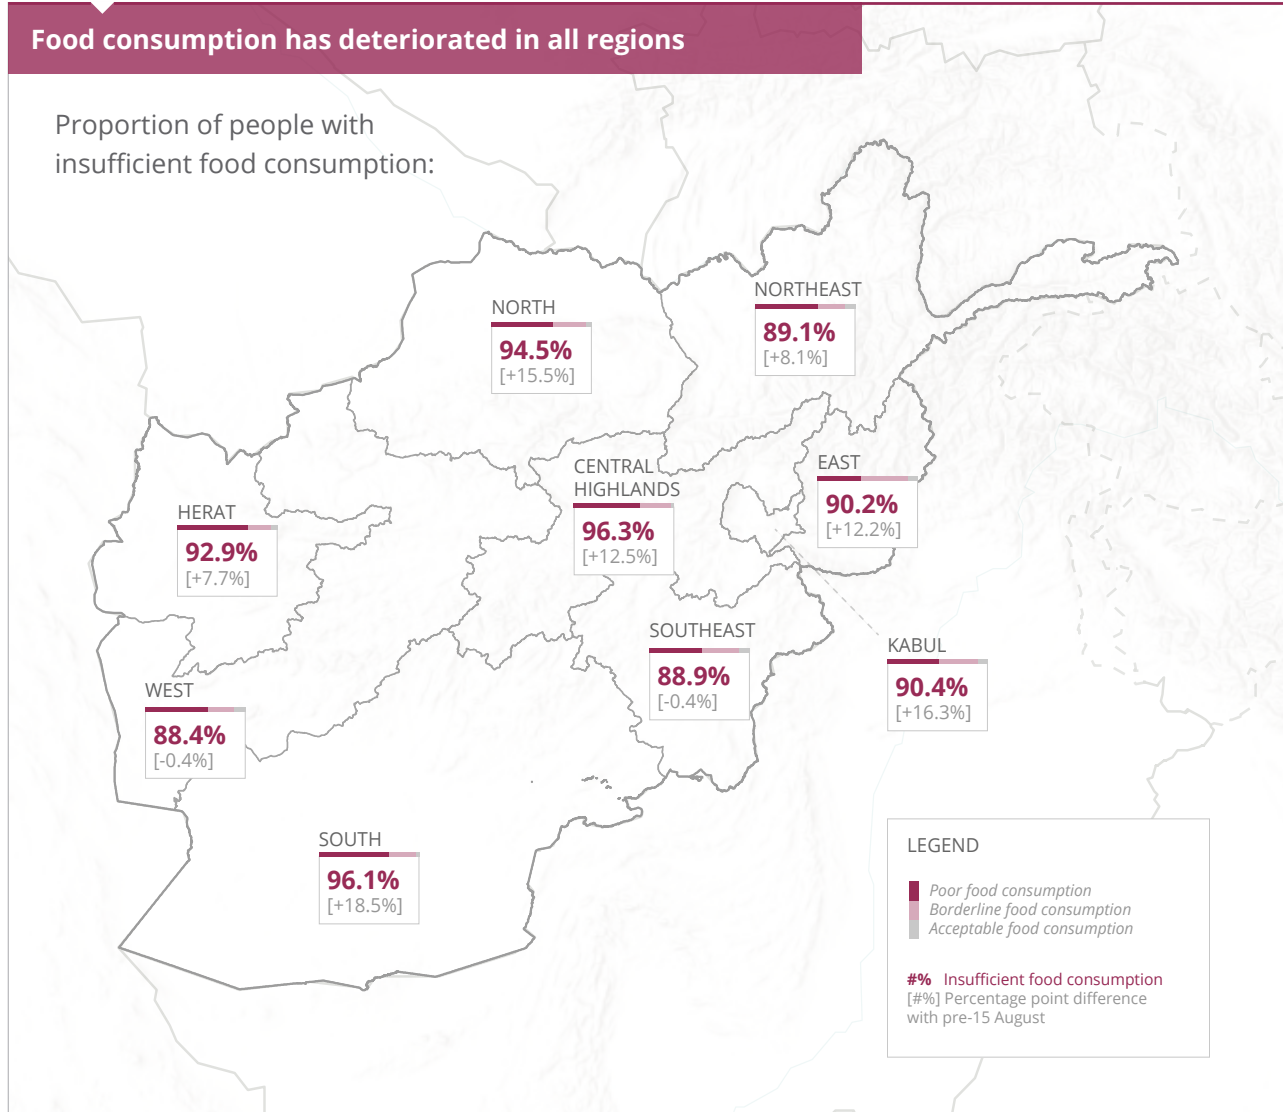 Food consumption has deteriorated in all regions
Proportion of people with
insufficient food consumption:
NORTH
94.5%
[+15.5%]
NORTHEAST
89.1%
[+8.1%]
CENTRAL
HIGHLANDS
96.3%
[+12.5%]
EAST
90.2%
[+12.2%]
HERAT
92.9%
[+7.7%]
SOUTHEAST
88.9%
[-0.4%]
KABUL
90.4%
[+16.3%]
WEST
88.4%
[-0.4%]
SOUTH
96.1%
[+18.5%]
LEGEND
Poor food consumption
Borderline food consumption
Acceptable food consumption
#% Insufficient food consumption
[#%] Percentage point difference
with pre-15 August